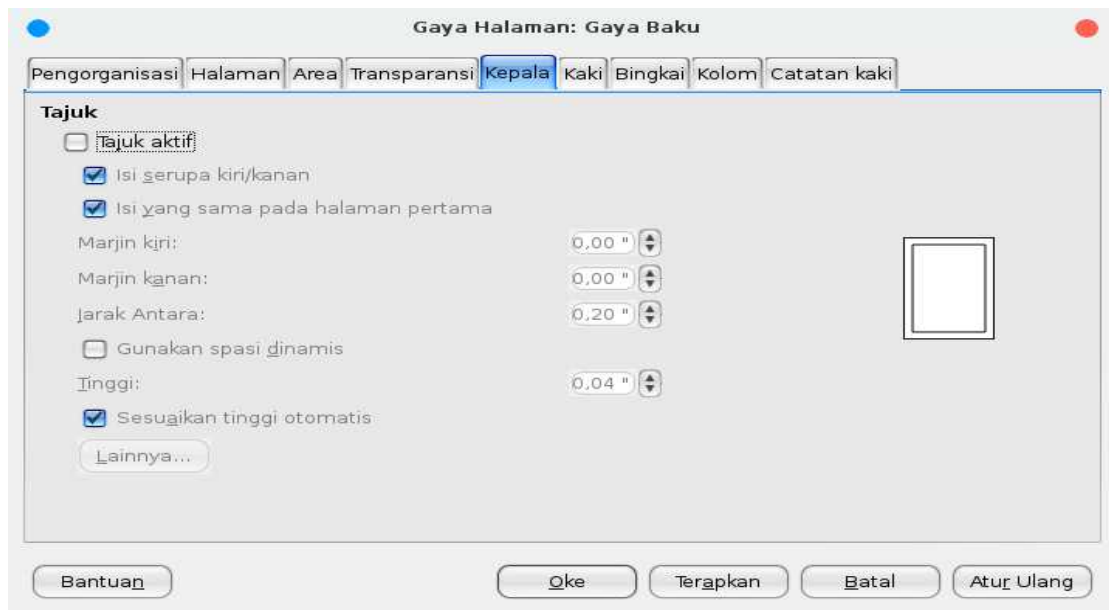 Gaya Halaman: Gaya Baku
Pengorganisasi Halaman Area Transparansi Kepala Kaki Bingkai Kolom Catatan kaki
Tajuk
Tajuk aktif
Isi serupa kiri/kanan
Isi yang sama pada halaman pertama
Marjin kiri: 0,00 "
Marjin kanan: 0,00 "
Jarak Antara: 0,20 "
Gunakan spasi dinamis
Tinggi: 0,04 "
Sesuaikan tinggi otomatis
Lainnya...
Bantuan Oke Terapkan Batal Atur Ulang